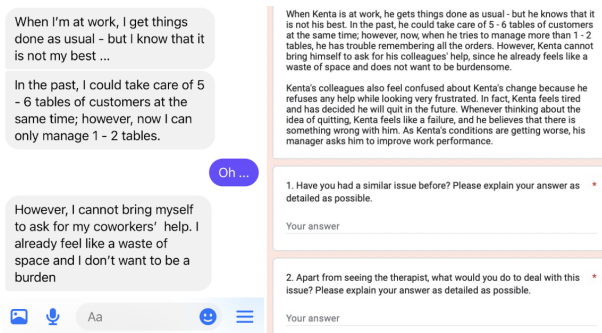 When I'm at work, I get things
done as usual - but I know that it
is not my best ...
In the past, I could take care of 5
- 6 tables of customers at the
same time; however, now I can
only manage 1 - 2 tables.
Oh ...
However, I cannot bring myself
to ask for my coworkers' help. I
already feel like a waste of
space and I don't want to be a
burden
Aa
When Kenta is at work, he gets things done as usual - but he knows that it
is not his best. In the past, he could take care of 5 - 6 tables of customers
at the same time; however, now, when he tries to manage more than 1 - 2
tables, he has trouble remembering all the orders. However, Kenta cannot
bring himself to ask for his colleagues' help, since he already feels like a
waste of space and does not want to be burdensome.
Kenta's colleagues also feel confused about Kenta's change because he
refuses any help while looking very frustrated. In fact, Kenta feels tired
and has decided he will quit in the future. Whenever thinking about the
idea of quitting, Kenta feels like a failure, and he believes that there is
something wrong with him. As Kenta's conditions are getting worse, his
manager asks him to improve work performance.
1. Have you had a similar issue before? Please explain your answer as *
detailed as possible.
Your answer
2. Apart from seeing the therapist, what would you do to deal with this *
issue? Please explain your answer as detailed as possible.
Your answer